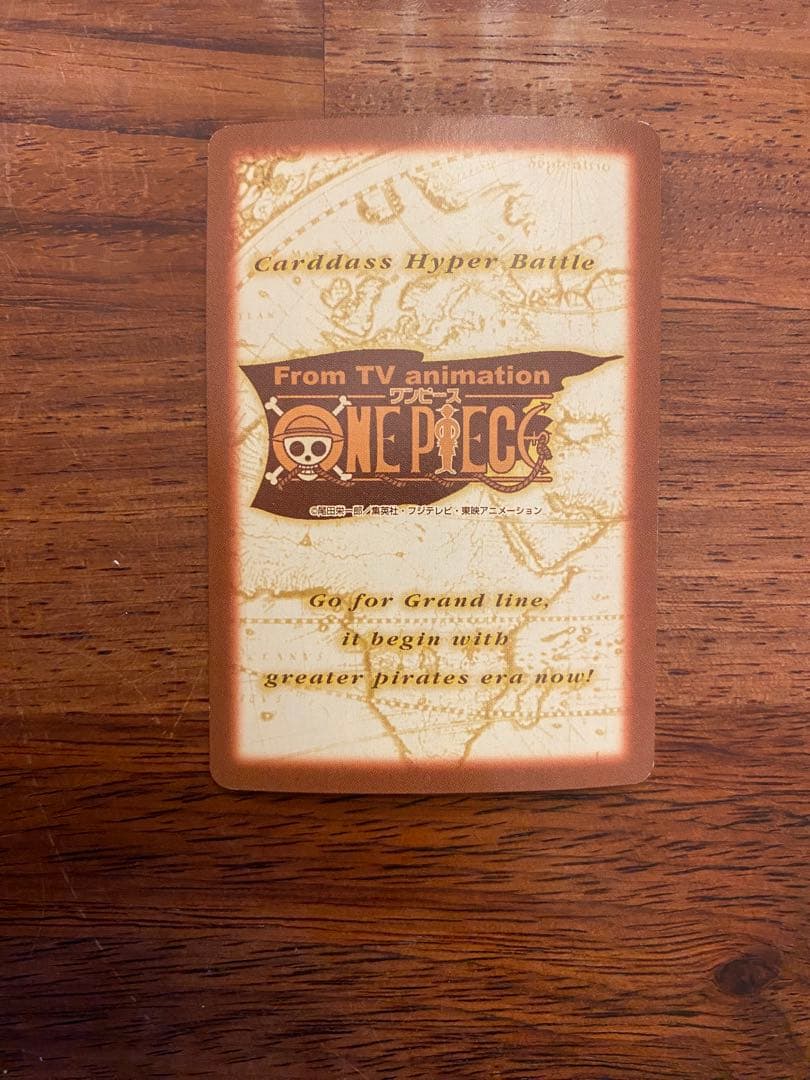 Septentrio
Carddass Hyper Battle
From TV animation
ワンピース
ONE PIECE
©尾田栄一郎/集英社・フジテレビ・東映アニメーション
Go for Grand line,
it begin with
greater pirates era now!